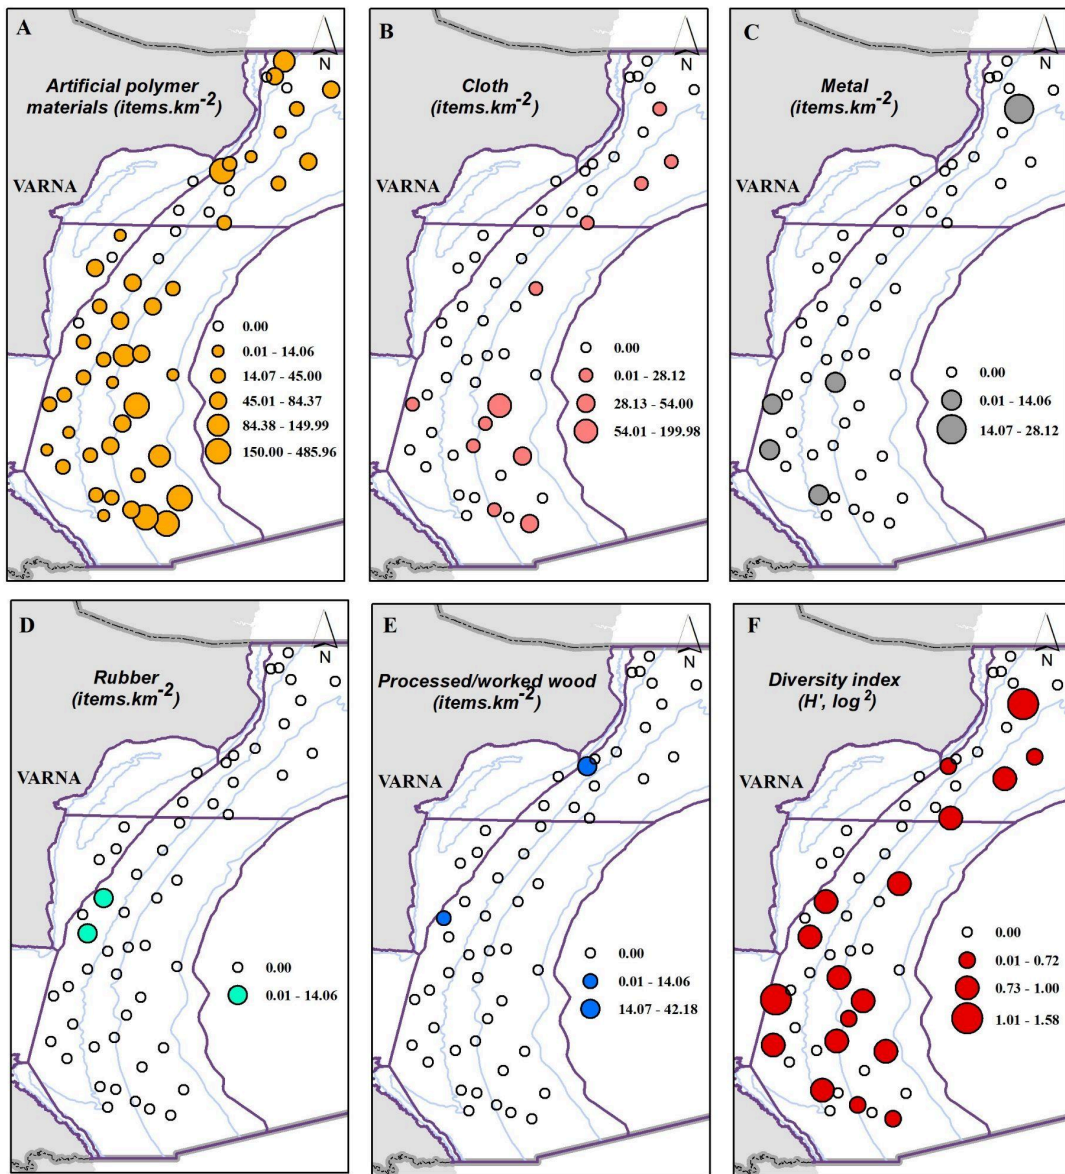 A
N
Artificial polymer
materials (items.km-2)
VARNA
0.00
0.01 - 14.06
14.07 - 45.00
45.01 - 84.37
84.38 - 149.99
150.00 - 485.96
B
N
Cloth
(items.km-2)
VARNA
0.00
0.01 - 28.12
28.13 - 54.00
54.01 - 199.98
C
N
Metal
(items.km-2)
VARNA
0.00
0.01 - 14.06
14.07 - 28.12
D
N
Rubber
(items.km-2)
VARNA
0.00
0.01 - 14.06
E
N
Processed/worked wood
(items.km-2)
VARNA
0.00
0.01 - 14.06
14.07 - 42.18
F
N
Diversity index
(H', log 2)
VARNA
0.00
0.01 - 0.72
0.73 - 1.00
1.01 - 1.58